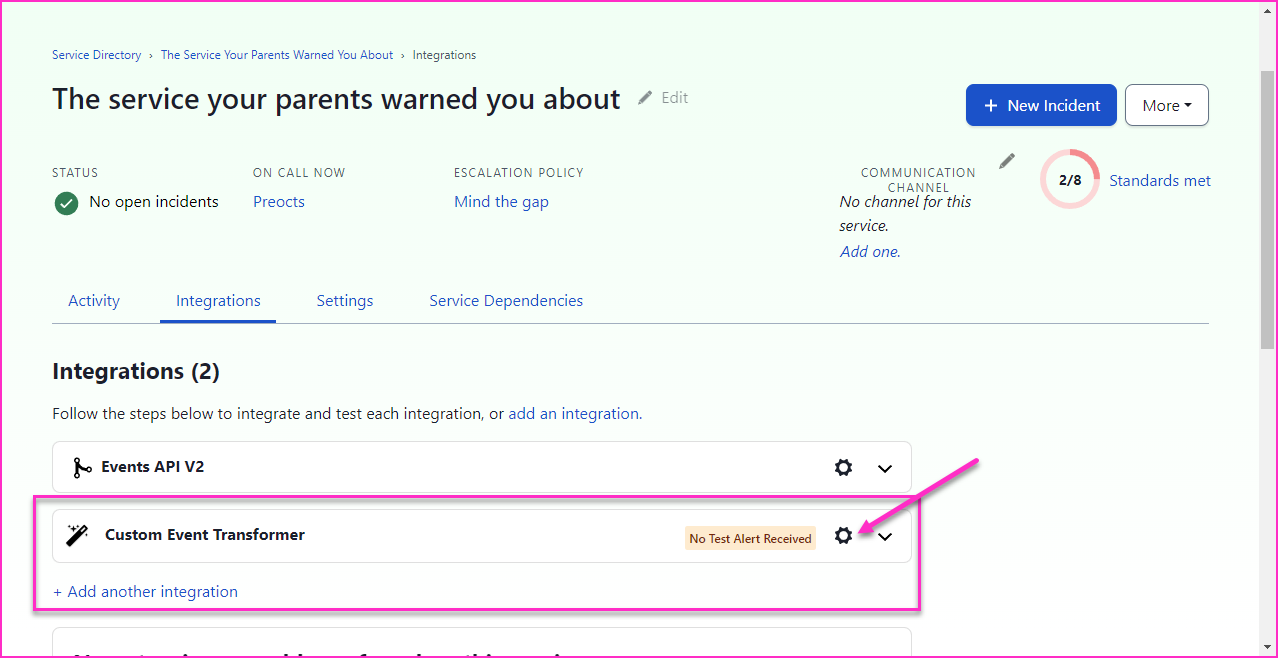 Service Directory › The Service Your Parents Warned You About › Integrations
The service your parents warned you about Edit
+ New Incident More
STATUS
No open incidents
ON CALL NOW
Preocts
ESCALATION POLICY
Mind the gap
COMMUNICATION
CHANNEL
No channel for this
service.
Add one.
2/8 Standards met
Activity Integrations Settings Service Dependencies
Integrations (2)
Follow the steps below to integrate and test each integration, or add an integration.
Events API V2
Custom Event Transformer No Test Alert Received
+ Add another integration